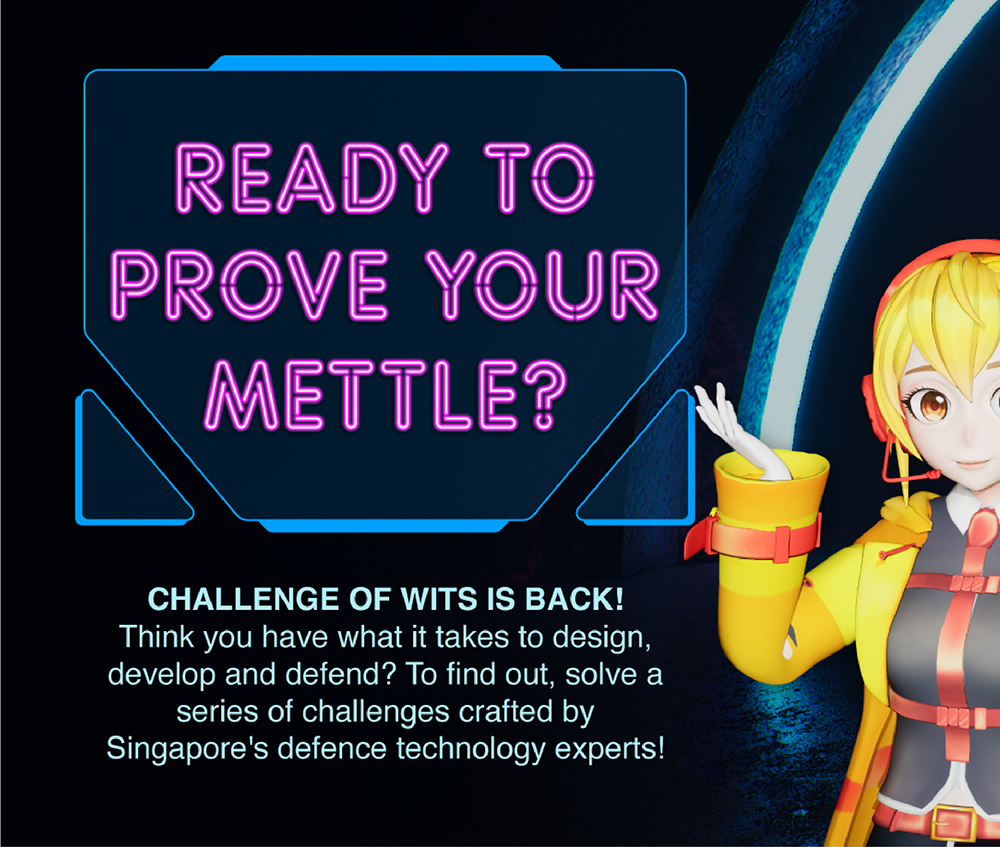 READY TO
PROVE YOUR
METTLE?
CHALLENGE OF WITS IS BACK!
Think you have what it takes to design,
develop and defend? To find out, solve a
series of challenges crafted by
Singapore's defence technology experts!